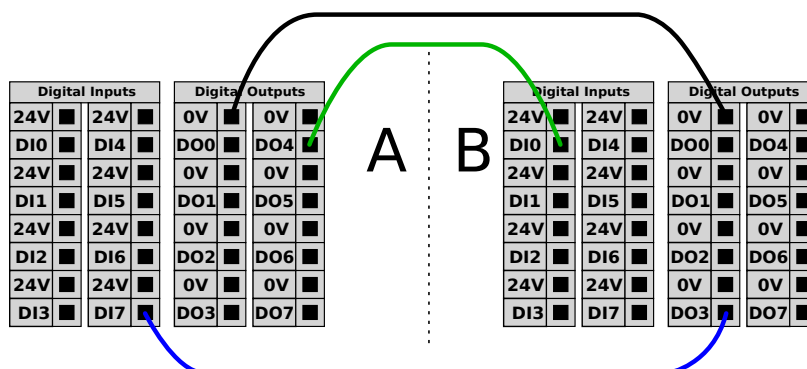 Digital Inputs Digital Outputs Digital Inputs Digital Outputs
24V 24V 0V 0V 24V 24V 0V 0V
DI0 DI4 DO0 DO4 A B DI0 DI4 DO0 DO4
24V 24V 0V 0V 24V 24V 0V 0V
DI1 DI5 DO1 DO5 DI1 DI5 DO1 DO5
24V 24V 0V 0V 24V 24V 0V 0V
DI2 DI6 DO2 DO6 DI2 DI6 DO2 DO6
24V 24V 0V 0V 24V 24V 0V 0V
DI3 DI7 DO3 DO7 DI3 DI7 DO3 DO7